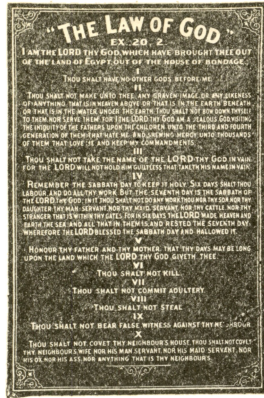 "THE LAW OF GOD"
EX. 20. 2.
I AM THE LORD THY GOD, WHICH HAVE BROUGHT THEE OUT
OF THE LAND OF EGYPT OUT OF THE HOUSE OF BONDAGE.
I
THOU SHALT HAVE NO OTHER GODS BEFORE ME.
II
THOU SHALT NOT MAKE UNTO THEE ANY GRAVEN IMAGE, OR ANY LIKENESS
OF ANYTHING THAT IS IN HEAVEN ABOVE OR THAT IS IN THE EARTH BENEATH
OR THAT IS IN THE WATER UNDER THE EARTH THOU SHALT NOT BOW DOWN THYSELF
TO THEM NOR SERVE THEM: FOR I THE LORD THY GOD AM A JEALOUS GOD, VISITING
THE INIQUITY OF THE FATHERS UPON THE CHILDREN UNTO THE THIRD AND FOURTH
GENERATION OF THEM THAT HATE ME. AND SHEWING MERCY UNTO THOUSANDS
OF THEM THAT LOVE ME AND KEEP MY COMMANDMENTS.
III
THOU SHALT NOT TAKE THE NAME OF THE LORD THY GOD IN VAIN
FOR THE LORD WILL NOT HOLD HIM GUILTLESS THAT TAKETH HIS NAME IN VAIN.
IV
REMEMBER THE SABBATH DAY TO KEEP IT HOLY. SIX DAYS SHALT THOU
LABOUR, AND DO ALL THY WORK. BUT THE SEVENTH DAY IS THE SABBATH OF
THE LORD THY GOD: IN IT THOU SHALT NOT DO ANY WORK THOU NOR THY SON NOR THY
DAUGHTER THY MAN-SERVANT NOR THY MAID-SERVANT, NOR THY CATTLE, NOR THY
STRANGER THAT IS WITHIN THY GATES. FOR IN SIX DAYS THE LORD MADE HEAVEN AND
EARTH THE SEA AND ALL THAT IN THEM IS, AND RESTED THE SEVENTH DAY:
WHEREFORE THE LORD BLESSED THE SABBATH DAY AND HALLOWED IT.
V
HONOUR THY FATHER AND THY MOTHER: THAT THY DAYS MAY BE LONG
UPON THE LAND WHICH THE LORD THY GOD GIVETH THEE
VI
THOU SHALT NOT KILL.
VII
THOU SHALT NOT COMMIT ADULTERY.
VIII
THOU SHALT NOT STEAL
IX
THOU SHALT NOT BEAR FALSE WITNESS AGAINST THY NEIGHBOUR
X
THOU SHALT NOT COVET THY NEIGHBOUR'S HOUSE, THOU SHALT NOT COVET
THY NEIGHBOUR'S WIFE NOR HIS MAN SERVANT, NOR HIS MAID SERVANT, NOR
HIS OX, NOR HIS ASS, NOR ANYTHING THAT IS THY NEIGHBOUR'S.